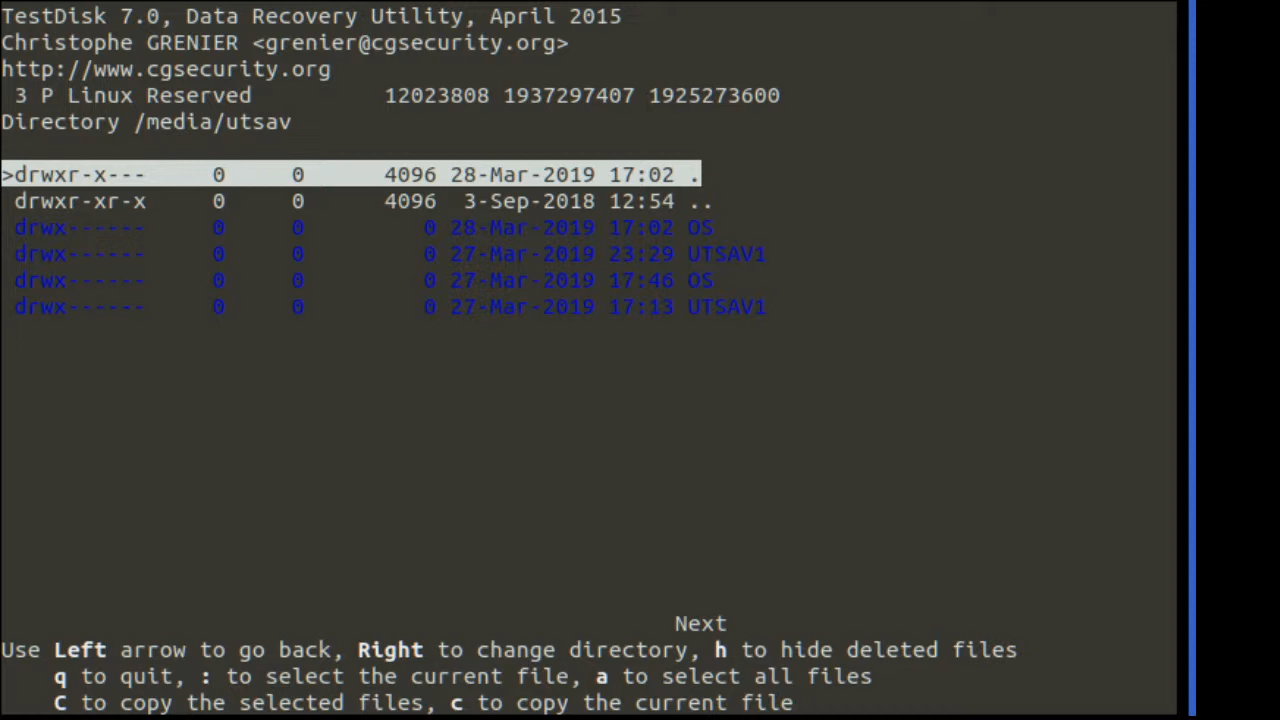 TestDisk 7.0, Data Recovery Utility, April 2015
Christophe GRENIER <grenier@cgsecurity.org>
http://www.cgsecurity.org
 3 P Linux Reserved          12023808 1937297407 1925273600
Directory /media/utsav
>drwxr-x---     0     0      4096 28-Mar-2019 17:02 .
 drwxr-xr-x     0     0      4096  3-Sep-2018 12:54 ..
 drwx------     0     0         0 28-Mar-2019 17:02 OS
 drwx------     0     0         0 27-Mar-2019 23:29 UTSAV1
 drwx------     0     0         0 27-Mar-2019 17:46 OS
 drwx------     0     0         0 27-Mar-2019 17:13 UTSAV1
Next
Use Left arrow to go back, Right to change directory, h to hide deleted files
    q to quit, : to select the current file, a to select all files
    C to copy the selected files, c to copy the current file